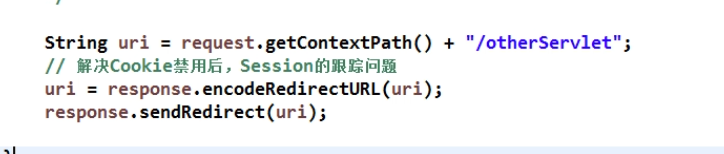 String uri = request.getContextPath() + "/otherServlet";
// 解决Cookie禁用后，Session的跟踪问题
uri = response.encodeRedirectURL(uri);
response.sendRedirect(uri);